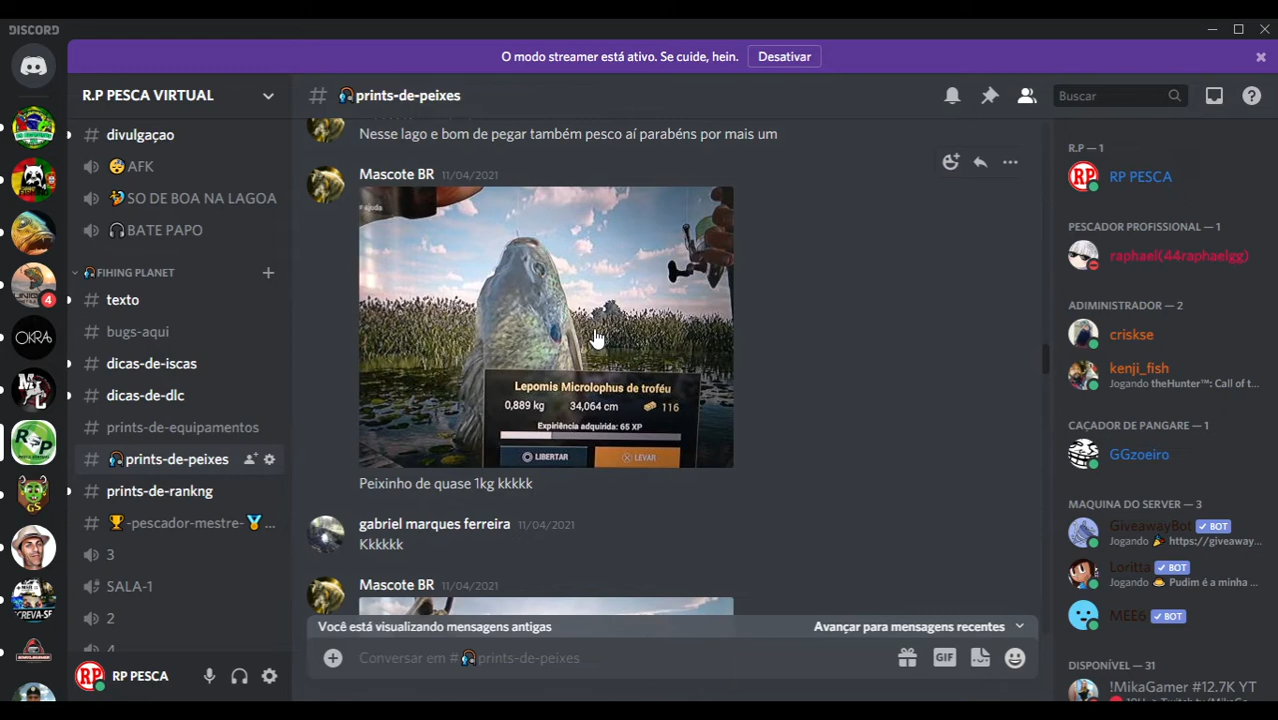 DISCORD
O modo streamer está ativo. Se cuide, hein. Desativar
R.P PESCA VIRTUAL
divulgaçao
AFK
SO DE BOA NA LAGOA
BATE PAPO
FIHING PLANET
texto
bugs-aqui
dicas-de-iscas
dicas-de-dlc
prints-de-equipamentos
prints-de-peixes
prints-de-rankng
-pescador-mestre- ...
3
SALA-1
2
4
RP PESCA
4
OKRA
RP
GS
prints-de-peixes
Buscar
Nesse lago e bom de pegar também pesco aí parabéns por mais um
Mascote BR 11/04/2021
Lepomis Microlophus de troféu
0,889 kg 34,064 cm 116
Expiriência adquirida: 65 XP
LIBERTAR LEVAR
Peixinho de quase 1kg kkkkk
gabriel marques ferreira 11/04/2021
Kkkkkk
Mascote BR 11/04/2021
Você está visualizando mensagens antigas Avançar para mensagens recentes
Conversar em # prints-de-peixes
GIF
R.P — 1
RP PESCA
PESCADOR PROFISSIONAL — 1
raphael(44raphaelgg)
ADIMINISTRADOR — 2
criskse
kenji_fish
Jogando theHunter™: Call of t...
CAÇADOR DE PANGARE — 1
GGzoeiro
MAQUINA DO SERVER — 3
GiveawayBot BOT
Jogando https://giveaway...
Loritta BOT
Jogando Pudim é a minha ...
MEE6 BOT
DISPONÍVEL — 31
!MikaGamer #12.7K YT